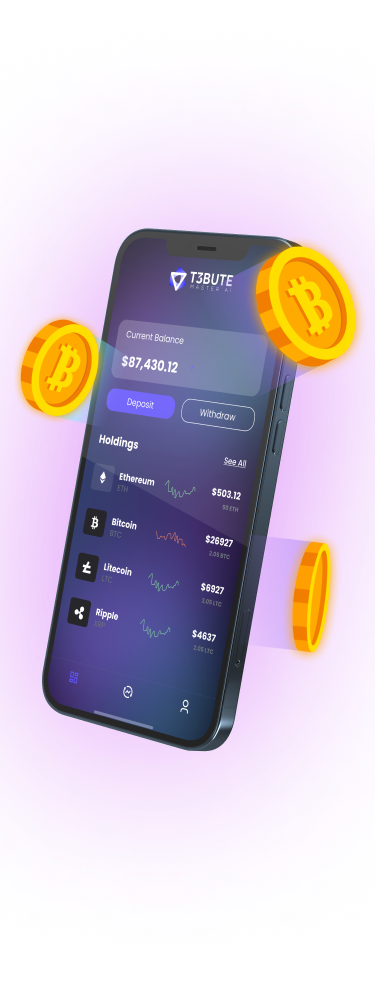 T3BUTE
MASTER AI
Current Balance
$87,430.12
Deposit
Withdraw
Holdings
See All
Ethereum
ETH
$503.12
50 ETH
Bitcoin
BTC
$26927
2.05 BTC
Litecoin
LTC
$6927
2.05 LTC
Ripple
XRP
$4637
2.05 LTC